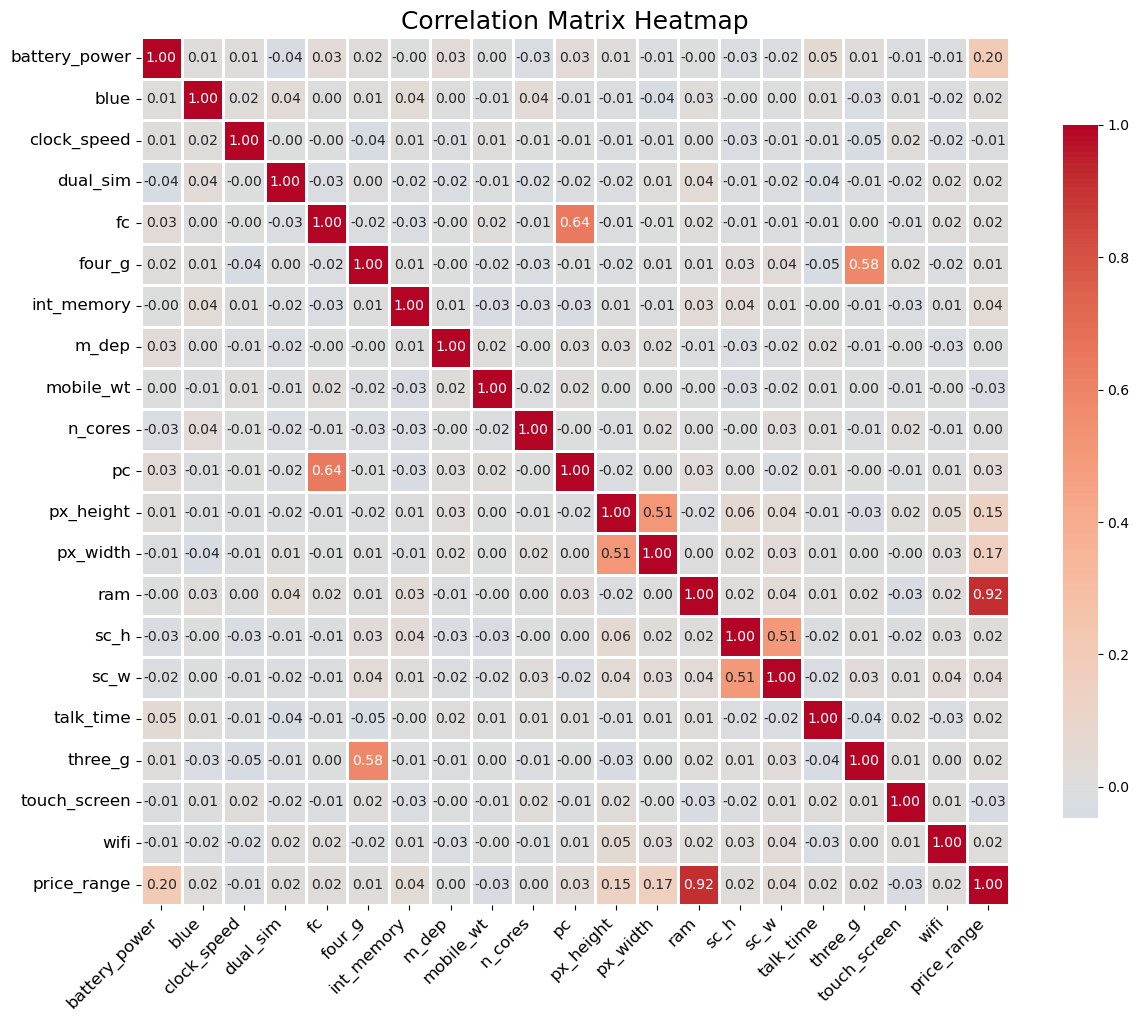 Correlation Matrix Heatmap
battery_power 1.00 0.01 0.01 -0.04 0.03 0.02 -0.00 0.03 0.00 -0.03 0.03 0.01 -0.01 -0.00 -0.03 -0.02 0.05 0.01 -0.01 -0.01 0.20
blue 0.01 1.00 0.02 0.04 0.00 0.01 0.04 0.00 -0.01 0.04 -0.01 -0.01 -0.04 0.03 -0.00 0.00 0.01 -0.03 0.01 -0.02 0.02
clock_speed 0.01 0.02 1.00 -0.00 -0.00 -0.04 0.01 -0.01 0.01 -0.01 -0.01 -0.01 -0.01 0.00 -0.03 -0.01 -0.01 -0.05 0.02 -0.02 -0.01
dual_sim -0.04 0.04 -0.00 1.00 -0.03 0.00 -0.02 -0.02 -0.01 -0.02 -0.02 -0.02 0.01 0.04 -0.01 -0.02 -0.04 -0.01 -0.02 0.02 0.02
fc 0.03 0.00 -0.00 -0.03 1.00 -0.02 -0.03 -0.00 0.02 -0.01 0.64 -0.01 -0.01 0.02 -0.01 -0.01 -0.01 0.00 -0.01 0.02 0.02
four_g 0.02 0.01 -0.04 0.00 -0.02 1.00 0.01 -0.00 -0.02 -0.03 -0.01 -0.02 0.01 0.01 0.03 0.04 -0.05 0.58 0.02 -0.02 0.01
int_memory -0.00 0.04 0.01 -0.02 -0.03 0.01 1.00 0.01 -0.03 -0.03 -0.03 0.01 -0.01 0.03 0.04 0.01 -0.00 -0.01 -0.03 0.01 0.04
m_dep 0.03 0.00 -0.01 -0.02 -0.00 -0.00 0.01 1.00 0.02 -0.00 0.03 0.03 0.02 -0.01 -0.03 -0.02 0.02 -0.01 -0.00 -0.03 0.00
mobile_wt 0.00 -0.01 0.01 -0.01 0.02 -0.02 -0.03 0.02 1.00 -0.02 0.02 0.00 0.00 -0.00 -0.03 -0.02 0.01 0.00 -0.01 -0.00 -0.03
n_cores -0.03 0.04 -0.01 -0.02 -0.01 -0.03 -0.03 -0.00 -0.02 1.00 -0.00 -0.01 0.02 0.00 -0.00 0.03 0.01 -0.01 0.02 -0.01 0.00
pc 0.03 -0.01 -0.01 -0.02 0.64 -0.01 -0.03 0.03 0.02 -0.00 1.00 -0.02 0.00 0.03 0.00 -0.02 0.01 -0.00 -0.01 0.01 0.03
px_height 0.01 -0.01 -0.01 -0.02 -0.01 -0.02 0.01 0.03 0.00 -0.01 -0.02 1.00 0.51 -0.02 0.06 0.04 -0.01 -0.03 0.02 0.05 0.15
px_width -0.01 -0.04 -0.01 0.01 -0.01 0.01 -0.01 0.02 0.00 0.02 0.00 0.51 1.00 0.00 0.02 0.03 0.01 0.00 -0.00 0.03 0.17
ram -0.00 0.03 0.00 0.04 0.02 0.01 0.03 -0.01 -0.00 0.00 0.03 -0.02 0.00 1.00 0.02 0.04 0.01 0.02 -0.03 0.02 0.92
sc_h -0.03 -0.00 -0.03 -0.01 -0.01 0.03 0.04 -0.03 -0.03 -0.00 0.00 0.06 0.02 0.02 1.00 0.51 -0.02 0.01 -0.02 0.03 0.02
sc_w -0.02 0.00 -0.01 -0.02 -0.01 0.04 0.01 -0.02 -0.02 0.03 -0.02 0.04 0.03 0.04 0.51 1.00 -0.02 0.03 0.01 0.04 0.04
talk_time 0.05 0.01 -0.01 -0.04 -0.01 -0.05 -0.00 0.02 0.01 0.01 0.01 -0.01 0.01 0.01 -0.02 -0.02 1.00 -0.04 0.02 -0.03 0.02
three_g 0.01 -0.03 -0.05 -0.01 0.00 0.58 -0.01 -0.01 0.00 -0.01 -0.00 -0.03 0.00 0.02 0.01 0.03 -0.04 1.00 0.01 0.00 0.02
touch_screen -0.01 0.01 0.02 -0.02 -0.01 0.02 -0.03 -0.00 -0.01 0.02 -0.01 0.02 -0.00 -0.03 -0.02 0.01 0.02 0.01 1.00 0.01 -0.03
wifi -0.01 -0.02 -0.02 0.02 0.02 -0.02 0.01 -0.03 -0.00 -0.01 0.01 0.05 0.03 0.02 0.03 0.04 -0.03 0.00 0.01 1.00 0.02
price_range 0.20 0.02 -0.01 0.02 0.02 0.01 0.04 0.00 -0.03 0.00 0.03 0.15 0.17 0.92 0.02 0.04 0.02 0.02 -0.03 0.02 1.00
battery_power blue clock_speed dual_sim fc four_g int_memory m_dep mobile_wt n_cores pc px_height px_width ram sc_h sc_w talk_time three_g touch_screen wifi price_range
1.0
0.8
0.6
0.4
0.2
0.0